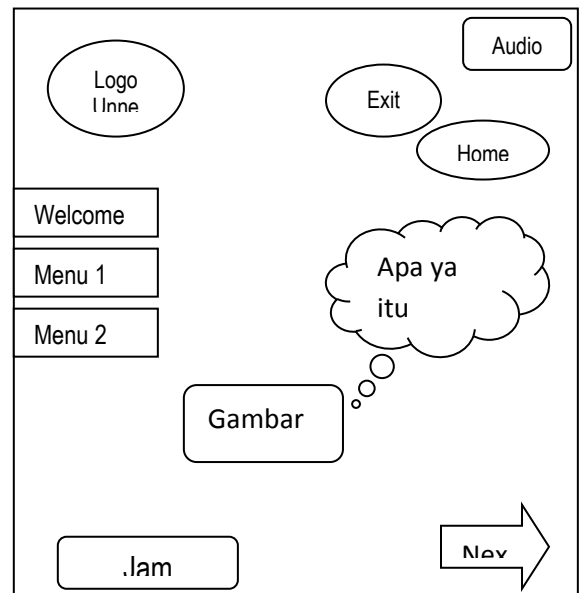 Audio
Logo
Unne
Exit
Home
Welcome
Menu 1
Menu 2
Apa ya
itu
Gambar
Jam
Nex